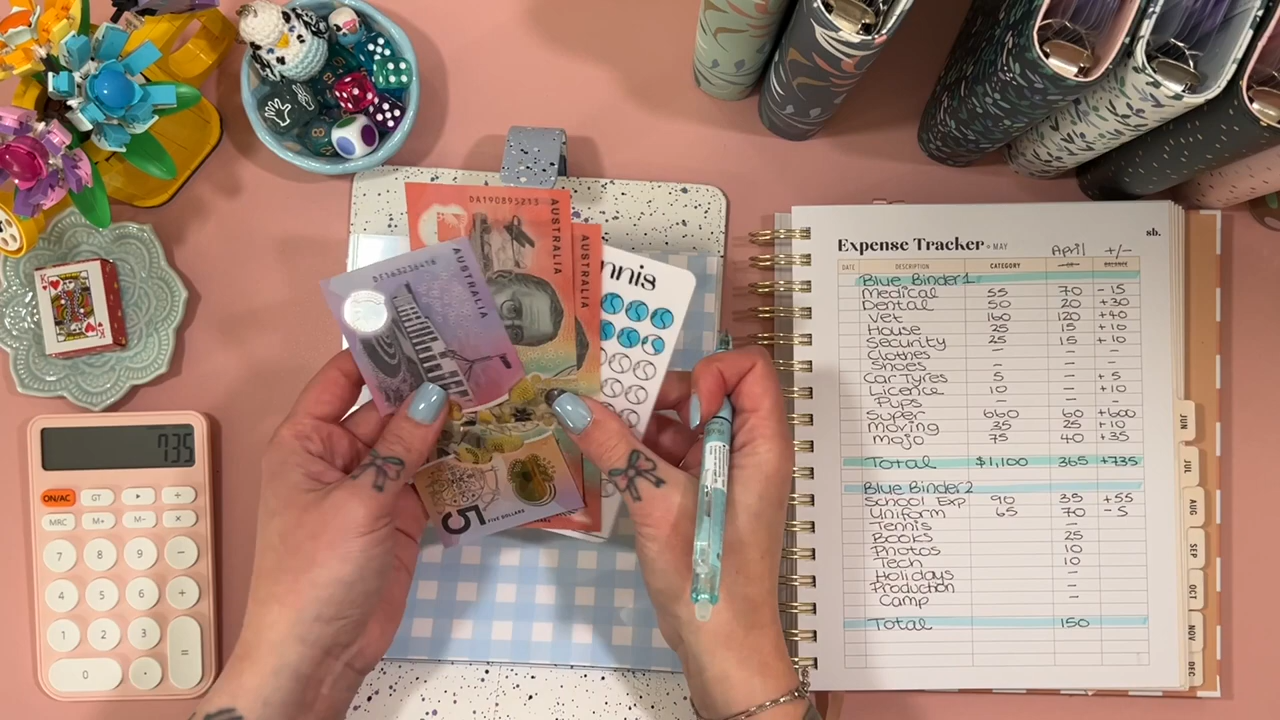 Expense Tracker • MAY
sb.
April +/-
DATE DESCRIPTION CATEGORY
Blue Binder 1
Medical 55 70 -15
Dental 50 20 +30
Vet 160 120 +40
House 25 15 +10
Security 25 15 +10
Clothes - - -
Shoes - - -
Car Tyres 5 - +5
Licence 10 - +10
Pups - - -
Super 660 60 +600
Moving 35 25 +10
Mojo 75 40 +35
Total $1,100 365 +735
Blue Binder 2
School Exp 90 35 +55
Uniform 65 70 -5
Tennis -
Books 25
Photos 10
Tech 10
Holidays -
Production -
Camp -
Total 150
JUN
JUL
AUG
SEP
OCT
NOV
DEC
DA190895213
AUSTRALIA
AUSTRALIA
5
FIVE DOLLARS
nnis
K
735
ON/AC GT ▶ ÷
MRC M+ M- ×
7 8 9 −
4 5 6 +
1 2 3 =
0 .